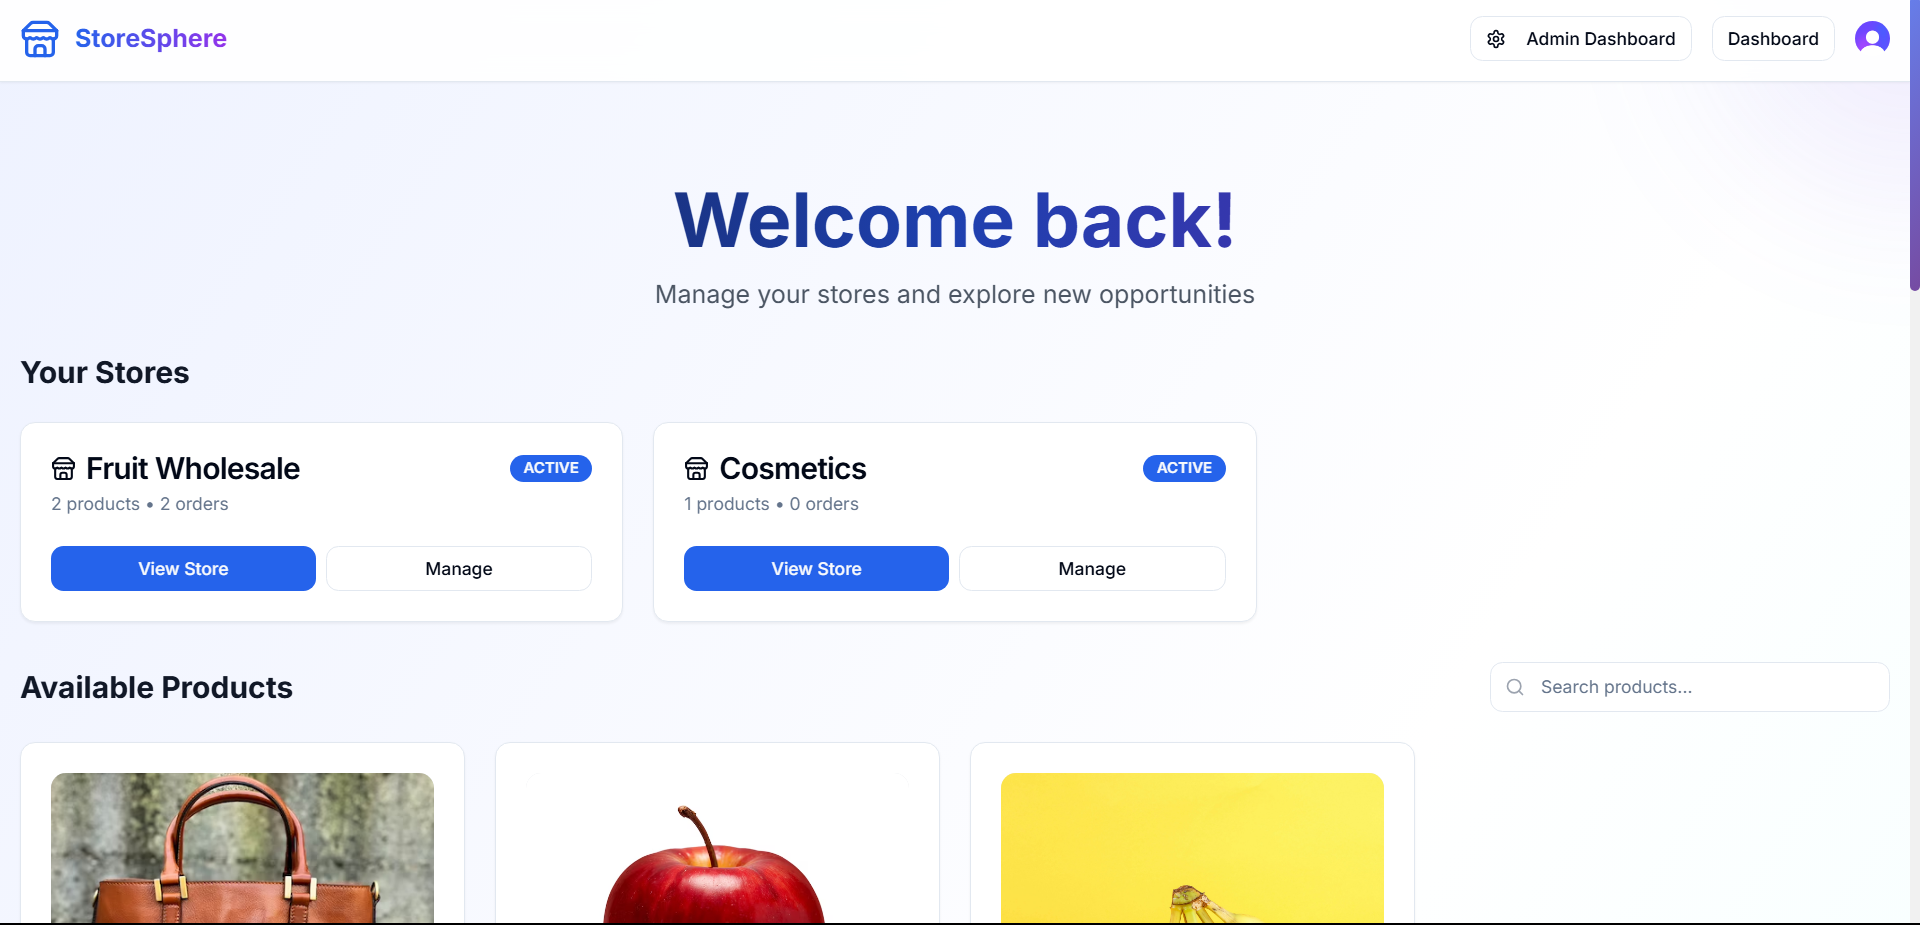 StoreSphere
Admin Dashboard
Dashboard
Welcome back!
Manage your stores and explore new opportunities
Your Stores
Fruit Wholesale
ACTIVE
2 products • 2 orders
View Store
Manage
Cosmetics
ACTIVE
1 products • 0 orders
View Store
Manage
Available Products
Search products...